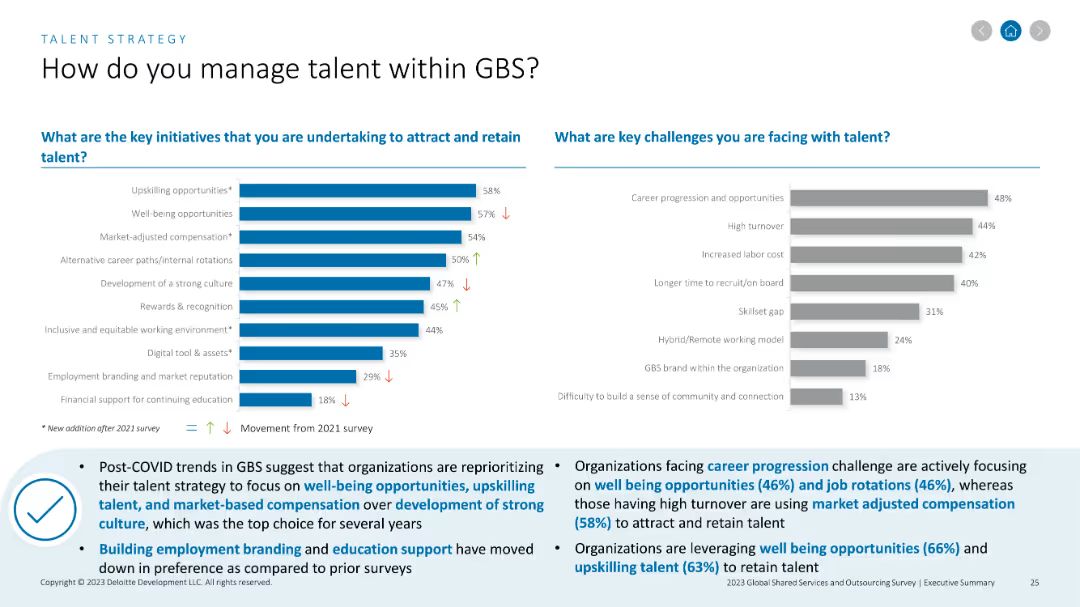 TALENT STRATEGY
How do you manage talent within GBS?
What are the key initiatives that you are undertaking to attract and retain
talent?
Upskilling opportunities* 58%
Well-being opportunities 57% ↓
Market-adjusted compensation* 54%
Alternative career paths/internal rotations 50% ↑
Development of a strong culture 47% ↓
Rewards & recognition 45% ↑
Inclusive and equitable working environment* 44%
Digital tool & assets* 35%
Employment branding and market reputation 29% ↓
Financial support for continuing education 18% ↓
* New addition after 2021 survey = ↑ ↓ Movement from 2021 survey
What are key challenges you are facing with talent?
Career progression and opportunities 48%
High turnover 44%
Increased labor cost 42%
Longer time to recruit/on board 40%
Skillset gap 31%
Hybrid/Remote working model 24%
GBS brand within the organization 18%
Difficulty to build a sense of community and connection 13%
• Post-COVID trends in GBS suggest that organizations are reprioritizing
their talent strategy to focus on well-being opportunities, upskilling
talent, and market-based compensation over development of strong
culture, which was the top choice for several years
• Building employment branding and education support have moved
down in preference as compared to prior surveys
• Organizations facing career progression challenge are actively focusing
on well being opportunities (46%) and job rotations (46%), whereas
those having high turnover are using market adjusted compensation
(58%) to attract and retain talent
• Organizations are leveraging well being opportunities (66%) and
upskilling talent (63%) to retain talent
Copyright © 2023 Deloitte Development LLC. All rights reserved.
2023 Global Shared Services and Outsourcing Survey | Executive Summary 25